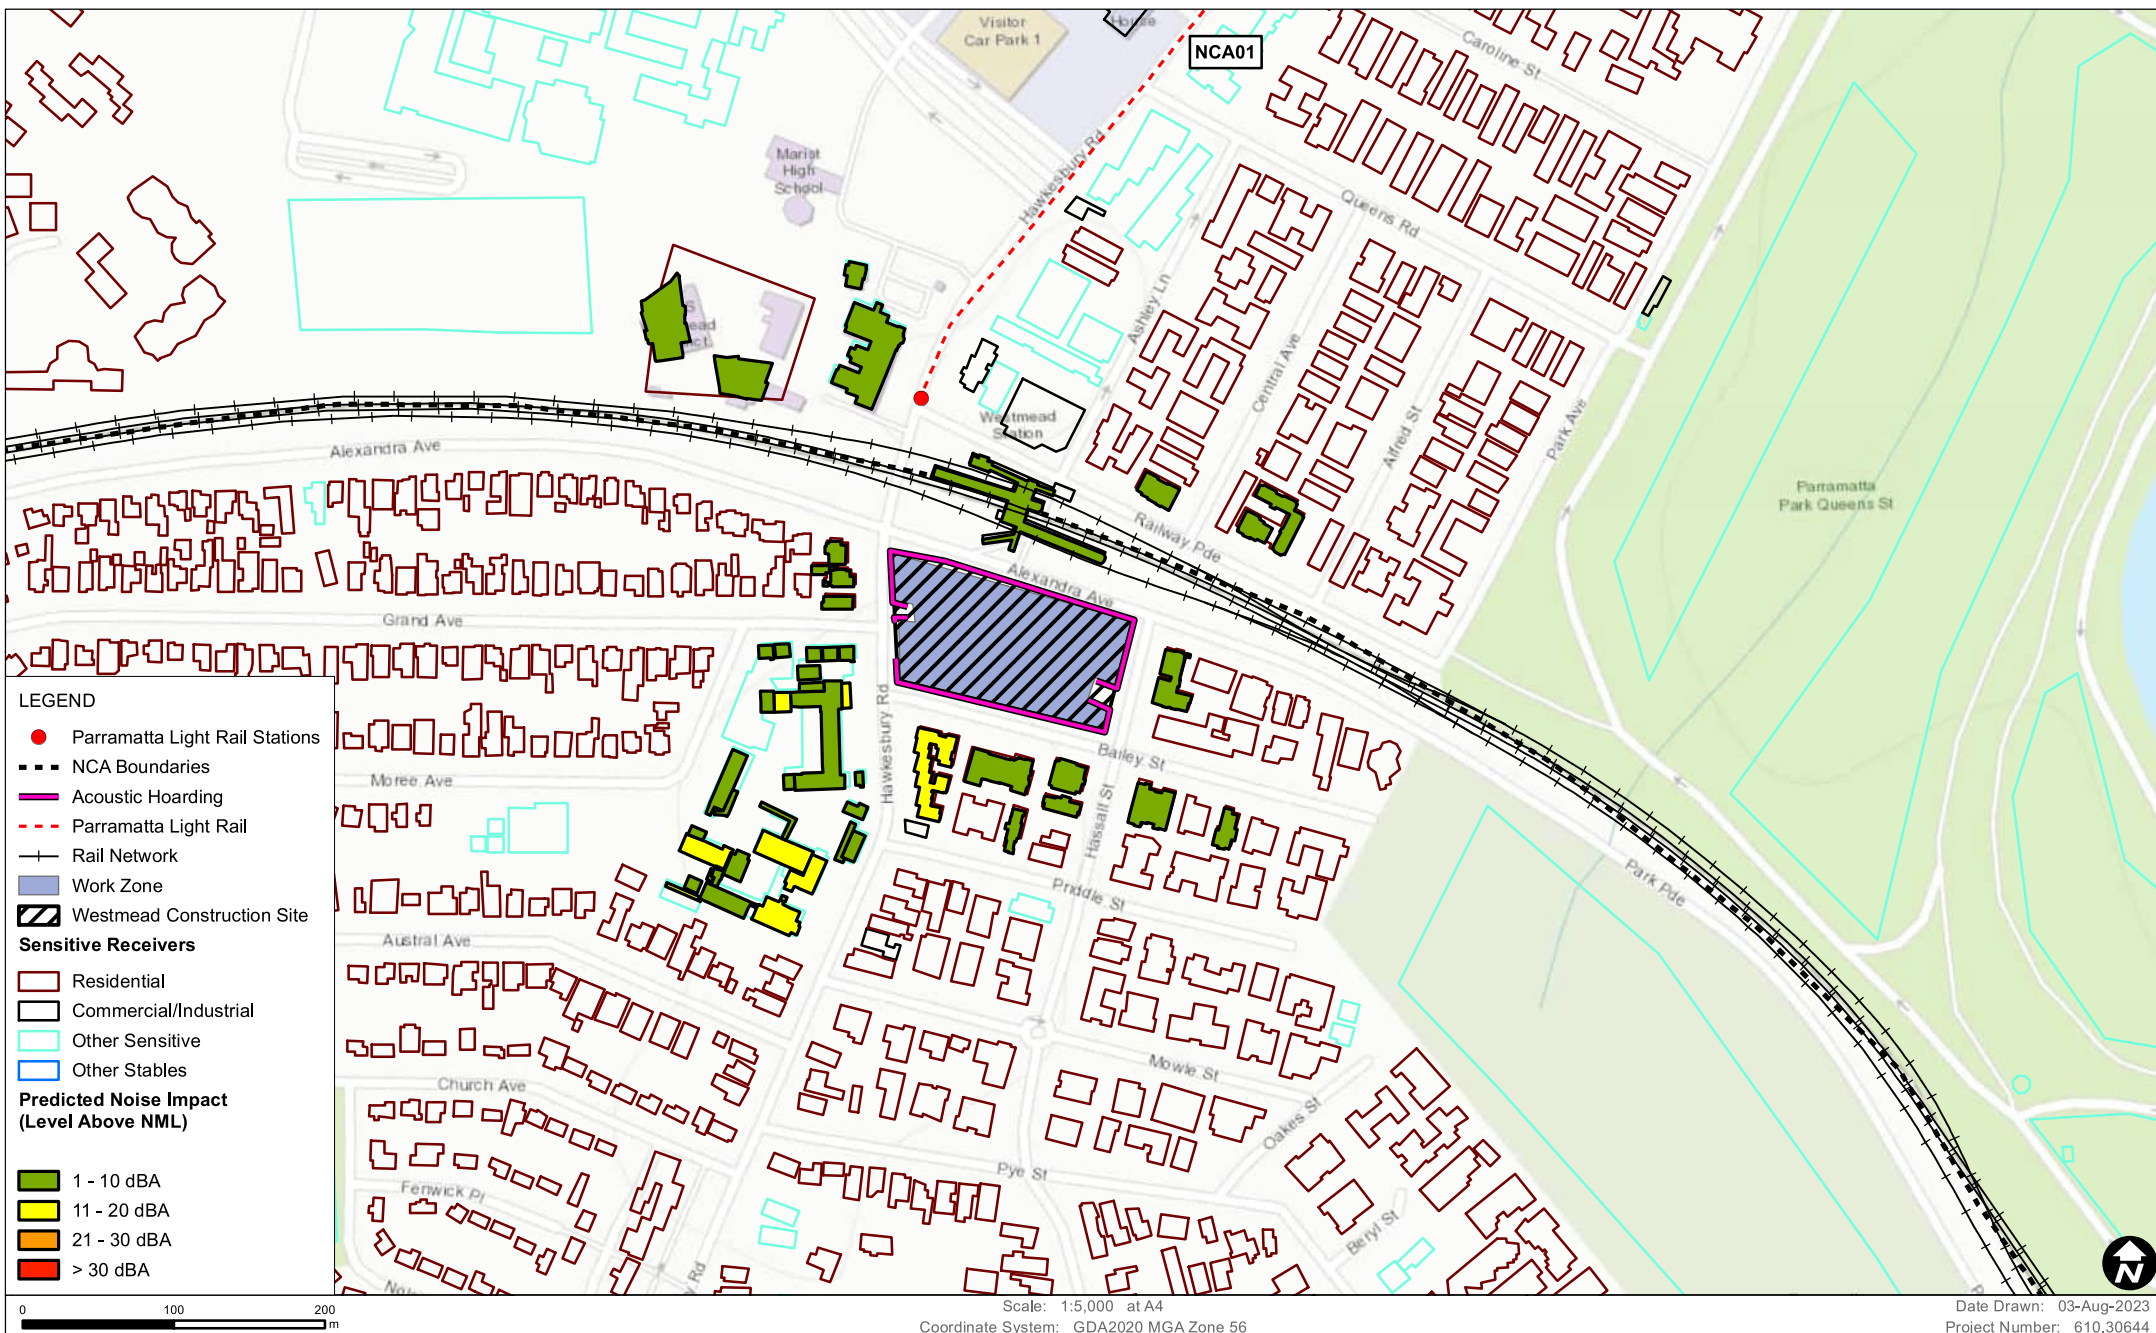 Visitor
Car Park 1
House
NCA01
Caroline St
Marist
High
School
Hawkesbury Rd
Queens Rd
Ashley Ln
Central Ave
Alfred St
Park Ave
Westmead
Station
Parramatta
Park Queens St
Alexandra Ave
Railway Pde
Alexandra Ave
Grand Ave
Hawkesbury Rd
Bailey St
Hassall St
Moree Ave
Priddle St
Park Pde
Austral Ave
Mowle St
Church Ave
Oakes St
Pye St
Fenwick Pl
Beryl St
LEGEND
Parramatta Light Rail Stations
NCA Boundaries
Acoustic Hoarding
Parramatta Light Rail
Rail Network
Work Zone
Westmead Construction Site
Sensitive Receivers
Residential
Commercial/Industrial
Other Sensitive
Other Stables
Predicted Noise Impact
(Level Above NML)
1 - 10 dBA
11 - 20 dBA
21 - 30 dBA
> 30 dBA
N
0 100 200
m
Scale: 1:5,000 at A4
Coordinate System: GDA2020 MGA Zone 56
Date Drawn: 03-Aug-2023
Project Number: 610.30644